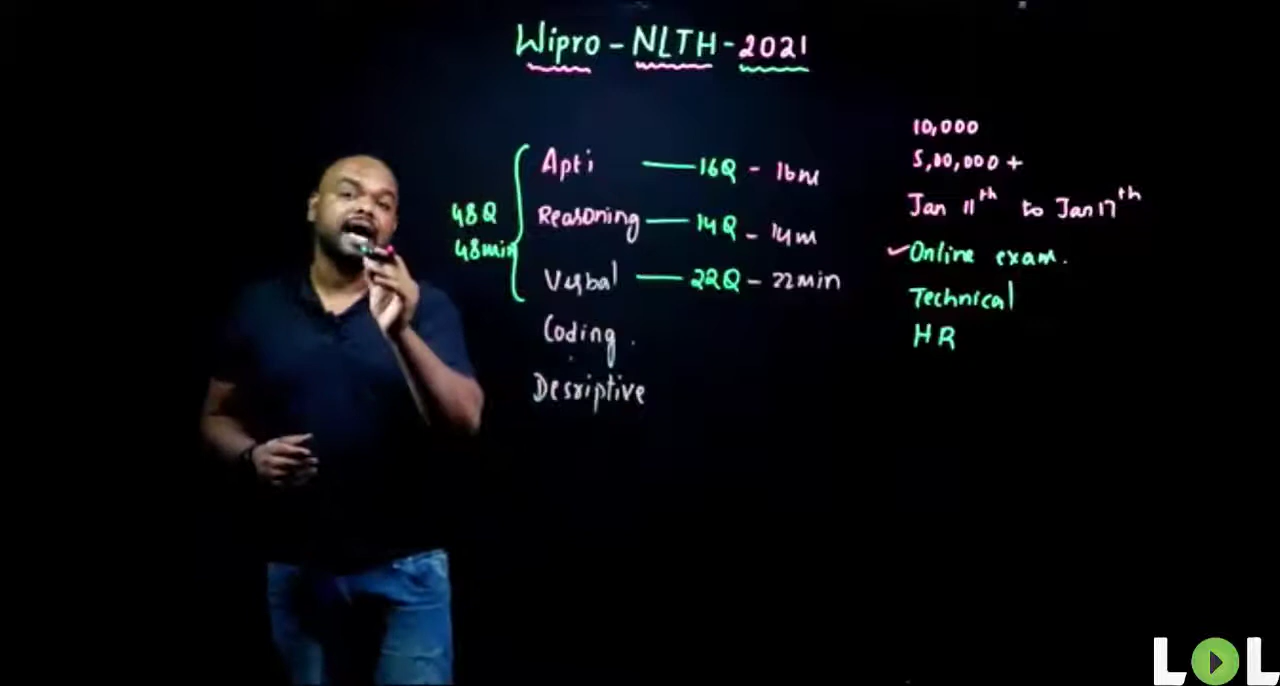 Wipro - NLTH - 2021
Apti — 16Q - 16m
Reasoning — 14Q - 14m
Verbal — 22Q - 22min
Coding.
Desriptive
48Q
48min
10,000
5,00,000 +
Jan 11th to Jan 17th
✓Online exam.
Technical
HR
LOL